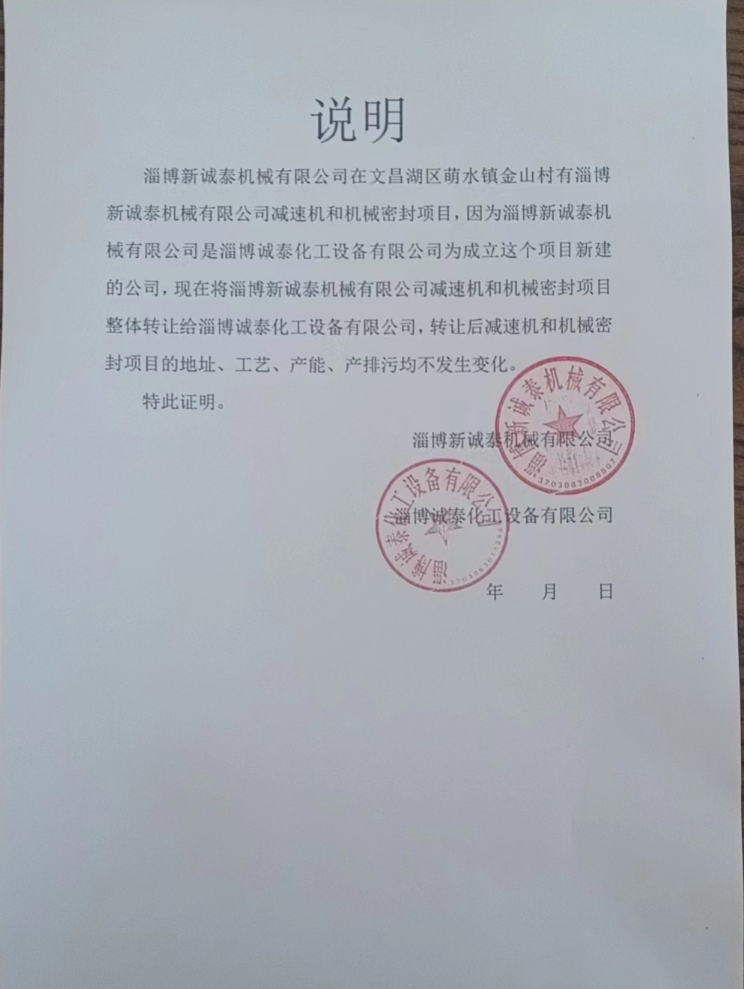 说明
淄博新诚泰机械有限公司在文昌湖区萌水镇金山村有淄博
新诚泰机械有限公司减速机和机械密封项目，因为淄博新诚泰机
械有限公司是淄博诚泰化工设备有限公司为成立这个项目新建
的公司，现在将淄博新诚泰机械有限公司减速机和机械密封项目
整体转让给淄博诚泰化工设备有限公司，转让后减速机和机械密
封项目的地址、工艺、产能、产排污均不发生变化。
特此证明。
淄博新诚泰机械有限公司
淄博新诚泰机械有限公司
淄博诚泰化工设备有限公司
淄博诚泰化工设备有限公司
年 月 日